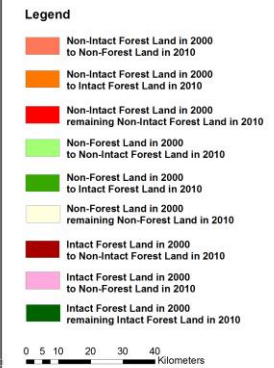 Legend
Non-Intact Forest Land in 2000
to Non-Forest Land in 2010
Non-Intact Forest Land in 2000
to Intact Forest Land in 2010
Non-Intact Forest Land in 2000
remaining Non-Intact Forest Land in 2010
Non-Forest Land in 2000
to Non-Intact Forest Land in 2010
Non-Forest Land in 2000
to Intact Forest Land in 2010
Non-Forest Land in 2000
remaining Non-Forest Land in 2010
Intact Forest Land in 2000
to Non-Intact Forest Land in 2010
Intact Forest Land in 2000
to Non-Forest Land in 2010
Intact Forest Land in 2000
remaining Intact Forest Land in 2010
0 5 10 20 30 40
Kilometers